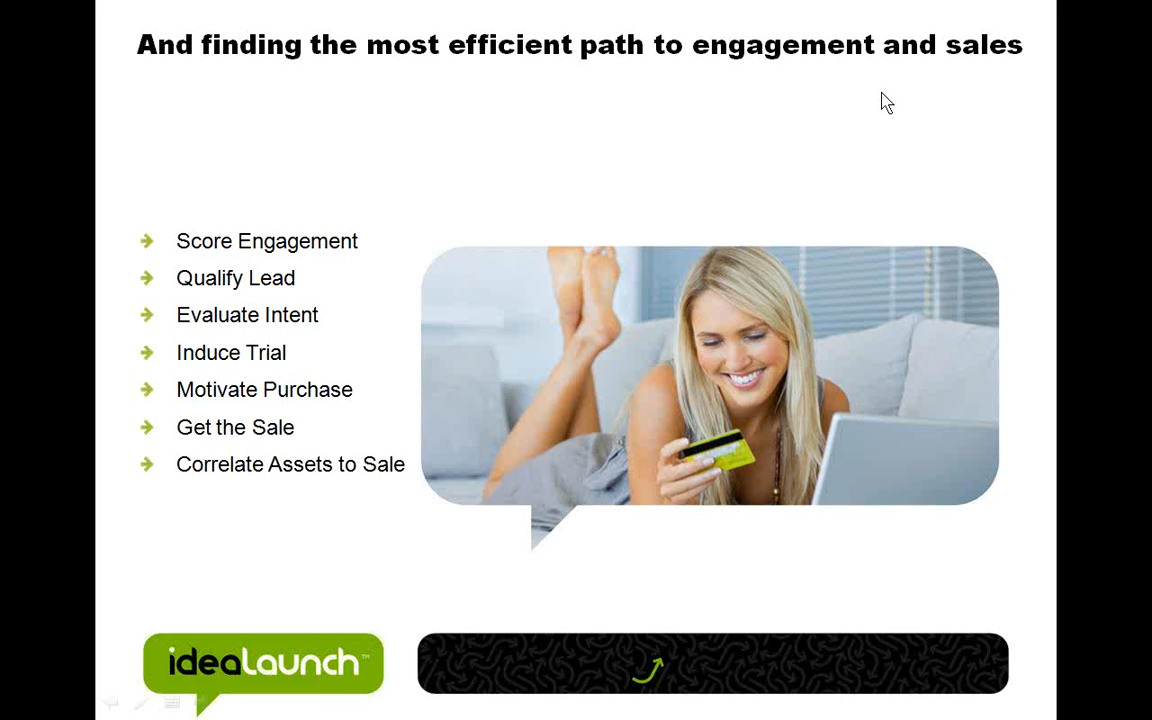 And finding the most efficient path to engagement and sales
Score Engagement
Qualify Lead
Evaluate Intent
Induce Trial
Motivate Purchase
Get the Sale
Correlate Assets to Sale
ideaLaunch™